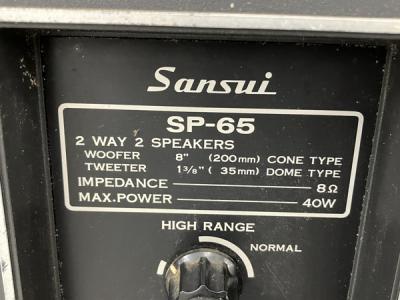 Sansui
SP-65
2 WAY 2 SPEAKERS
WOOFER 8" (200mm) CONE TYPE
TWEETER 1³/₈" ( 35mm) DOME TYPE
IMPEDANCE 8Ω
MAX.POWER 40W
HIGH RANGE
NORMAL